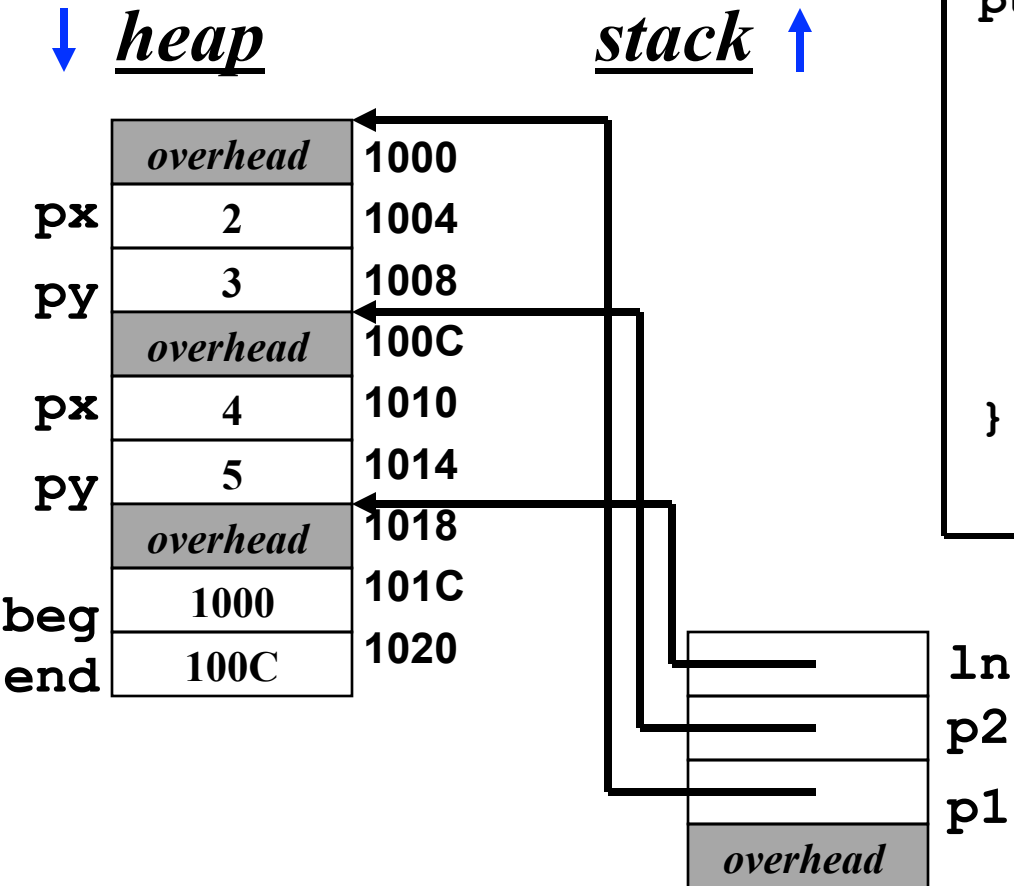 heap stack
overhead 1000
px 2 1004
py 3 1008
overhead 100C
px 4 1010
py 5 1014
overhead 1018
beg 1000 101C
end 100C 1020
}
ln
p2
p1
overhead